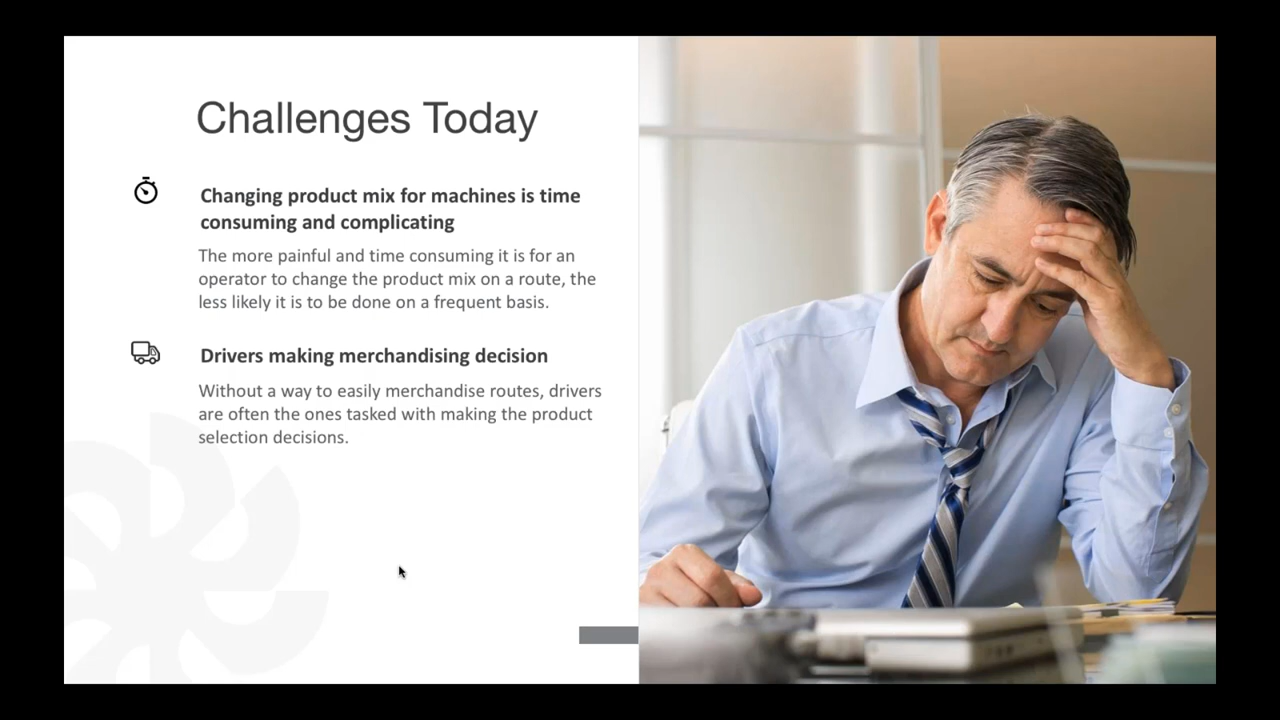 Challenges Today
Changing product mix for machines is time
consuming and complicating
The more painful and time consuming it is for an
operator to change the product mix on a route, the
less likely it is to be done on a frequent basis.
Drivers making merchandising decision
Without a way to easily merchandise routes, drivers
are often the ones tasked with making the product
selection decisions.